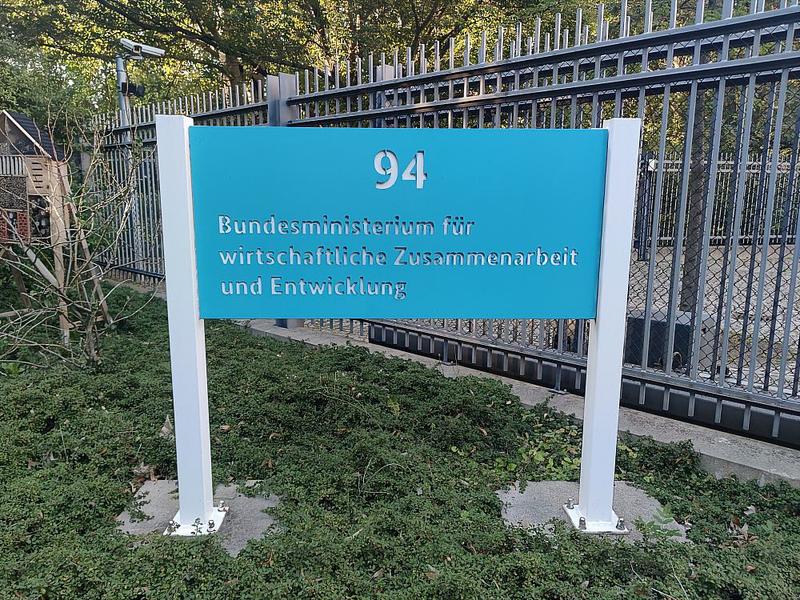 94
Bundesministerium für
wirtschaftliche Zusammenarbeit
und Entwicklung